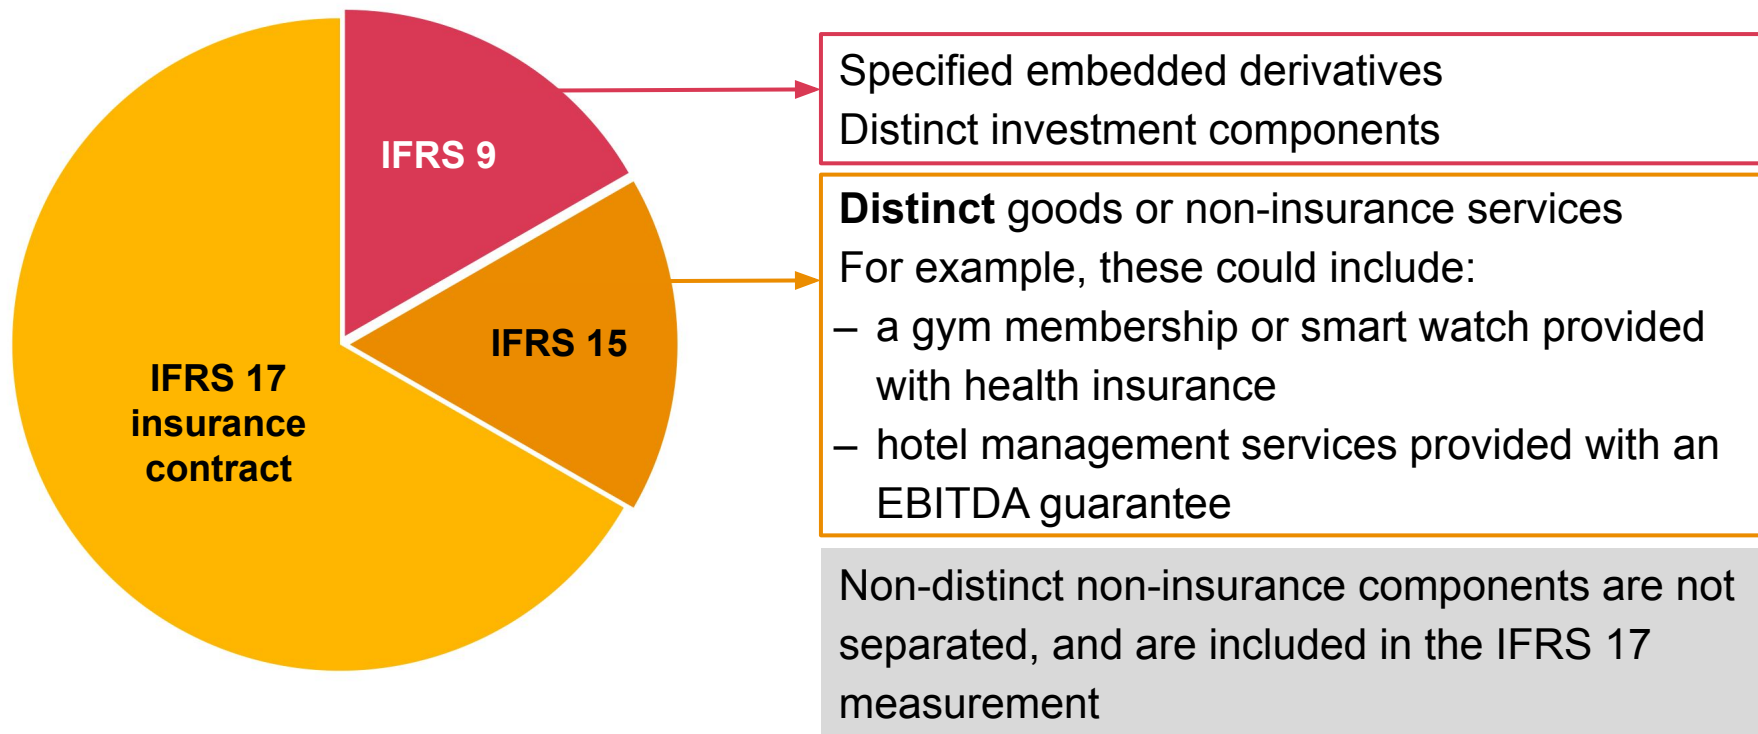 IFRS 9
IFRS 15
IFRS 17
insurance
contract
Specified embedded derivatives
Distinct investment components
Distinct goods or non-insurance services
For example, these could include:
– a gym membership or smart watch provided
with health insurance
– hotel management services provided with an
EBITDA guarantee
Non-distinct non-insurance components are not
separated, and are included in the IFRS 17
measurement